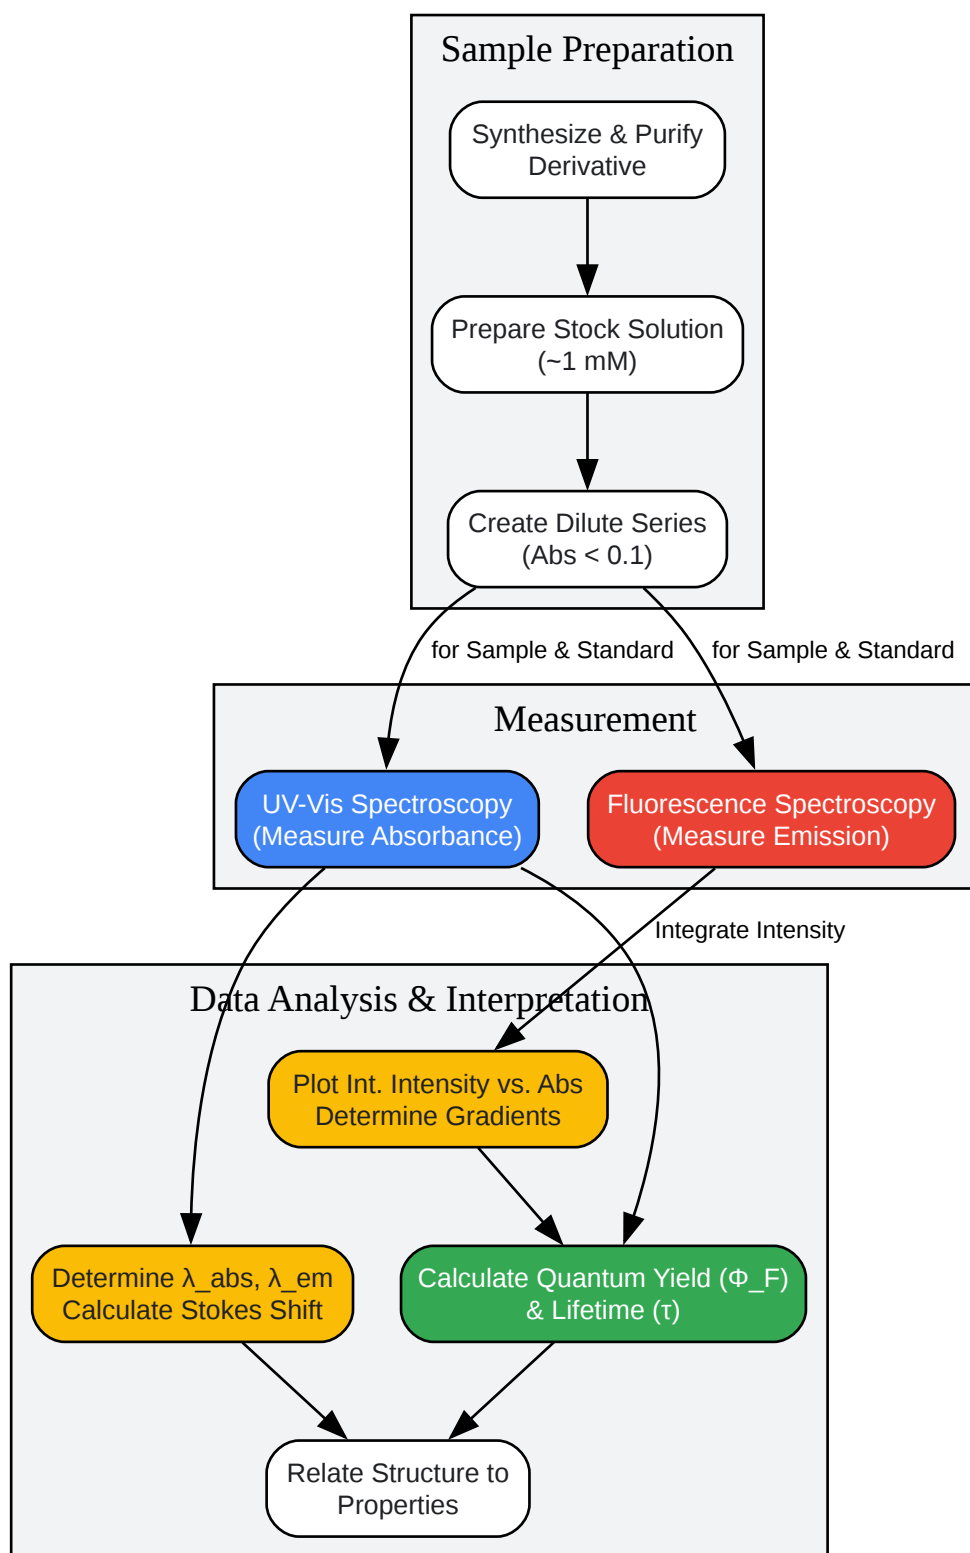 Sample Preparation
Synthesize & Purify
Derivative
Prepare Stock Solution
(~1 mM)
Create Dilute Series
(Abs < 0.1)
for Sample & Standard
for Sample & Standard
Measurement
UV-Vis Spectroscopy
(Measure Absorbance)
Fluorescence Spectroscopy
(Measure Emission)
Integrate Intensity
Data Analysis & Interpretation
Plot Int. Intensity vs. Abs
Determine Gradients
Determine λ_abs, λ_em
Calculate Stokes Shift
Calculate Quantum Yield (Φ_F)
& Lifetime (τ)
Relate Structure to
Properties